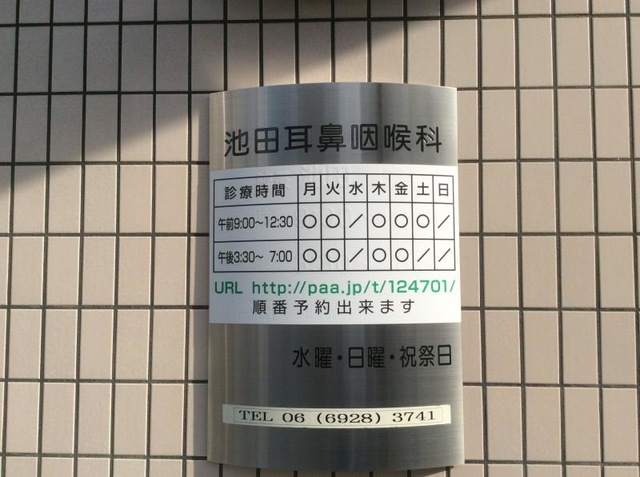 池田耳鼻咽喉科
診療時間 月 火 水 木 金 土 日
午前9:00～12:30 ○ ○ ／ ○ ○ ○ ／
午後3:30～ 7:00 ○ ○ ／ ○ ○ ／ ／
URL http://paa.jp/t/124701/
順番予約出来ます
水曜・日曜・祝祭日
TEL 06 (6928) 3741